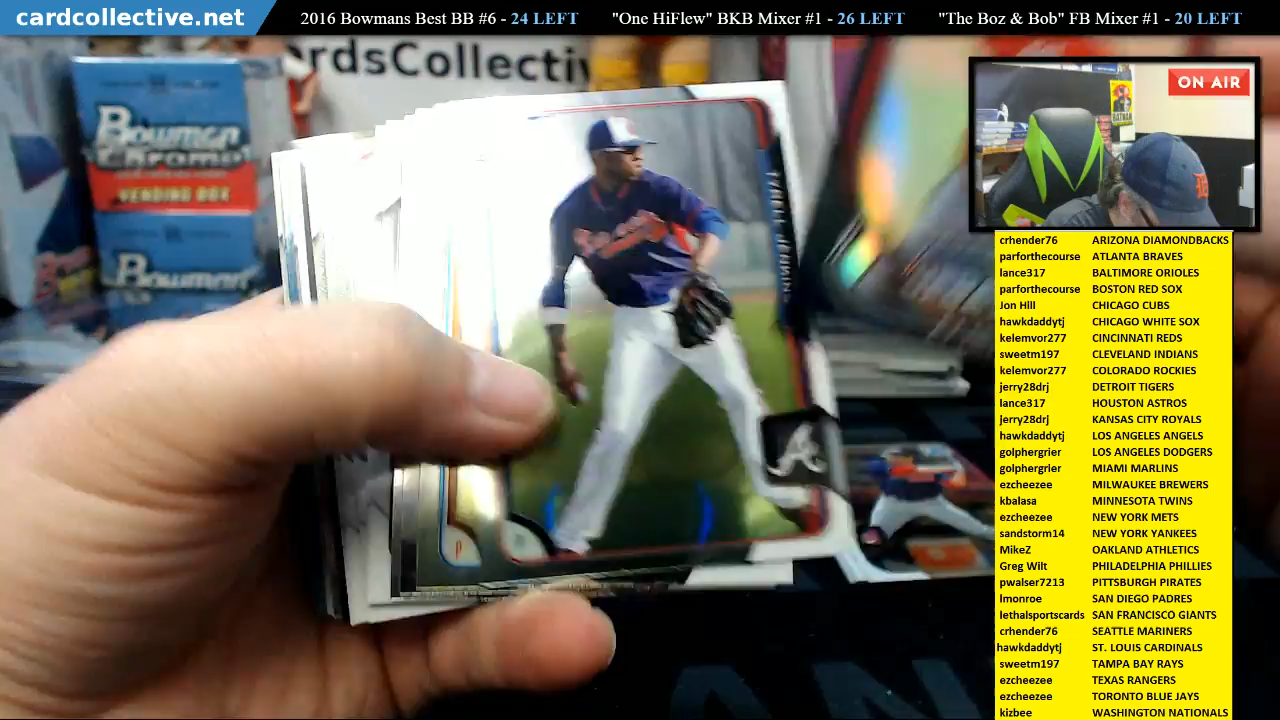 cardcollective.net
2016 Bowmans Best BB #6 - 24 LEFT
"One HiFlew" BKB Mixer #1 - 26 LEFT
"The Boz & Bob" FB Mixer #1 - 20 LEFT
rdsCollectiv
Bowman
Chrome
VENDING BOX
Bowman
A
P
ON AIR
BATMAN
crhender76 ARIZONA DIAMONDBACKS
parforthecourse ATLANTA BRAVES
lance317 BALTIMORE ORIOLES
parforthecourse BOSTON RED SOX
Jon Hill CHICAGO CUBS
hawkdaddytj CHICAGO WHITE SOX
kelemvor277 CINCINNATI REDS
sweetm197 CLEVELAND INDIANS
kelemvor277 COLORADO ROCKIES
jerry28drj DETROIT TIGERS
lance317 HOUSTON ASTROS
jerry28drj KANSAS CITY ROYALS
hawkdaddytj LOS ANGELES ANGELS
golphergrier LOS ANGELES DODGERS
golphergrier MIAMI MARLINS
ezcheezee MILWAUKEE BREWERS
kbalasa MINNESOTA TWINS
ezcheezee NEW YORK METS
sandstorm14 NEW YORK YANKEES
MikeZ OAKLAND ATHLETICS
Greg Wilt PHILADELPHIA PHILLIES
pwalser7213 PITTSBURGH PIRATES
lmonroe SAN DIEGO PADRES
lethalsportscards SAN FRANCISCO GIANTS
crhender76 SEATTLE MARINERS
hawkdaddytj ST. LOUIS CARDINALS
sweetm197 TAMPA BAY RAYS
ezcheezee TEXAS RANGERS
ezcheezee TORONTO BLUE JAYS
kizbee WASHINGTON NATIONALS